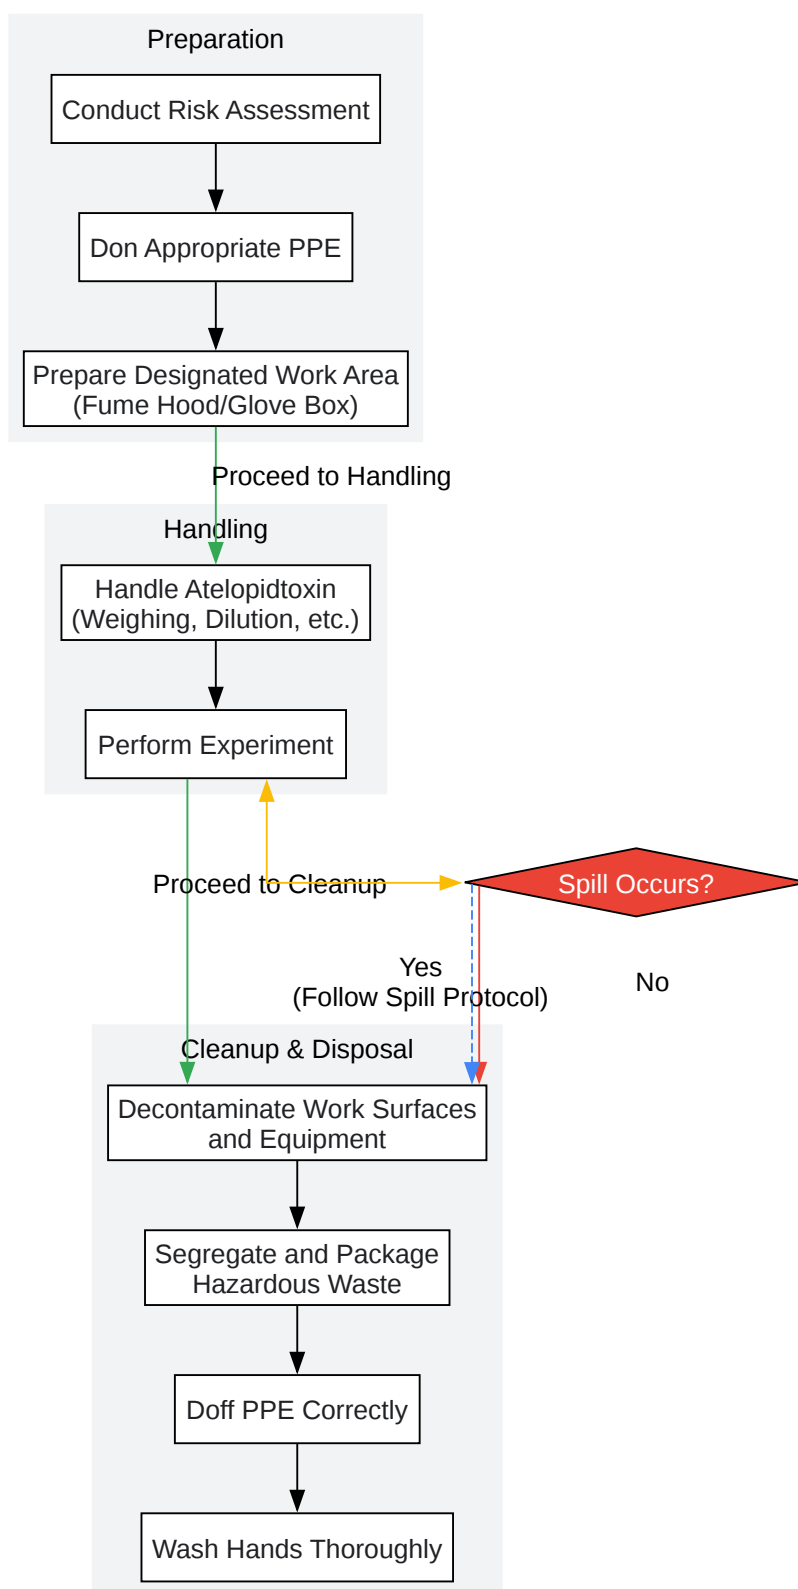 Preparation
Conduct Risk Assessment
Don Appropriate PPE
Prepare Designated Work Area
(Fume Hood/Glove Box)
Proceed to Handling
Handling
Handle Atelopidtoxin
(Weighing, Dilution, etc.)
Perform Experiment
Proceed to Cleanup
Spill Occurs?
Yes
(Follow Spill Protocol)
No
Cleanup & Disposal
Decontaminate Work Surfaces
and Equipment
Segregate and Package
Hazardous Waste
Doff PPE Correctly
Wash Hands Thoroughly